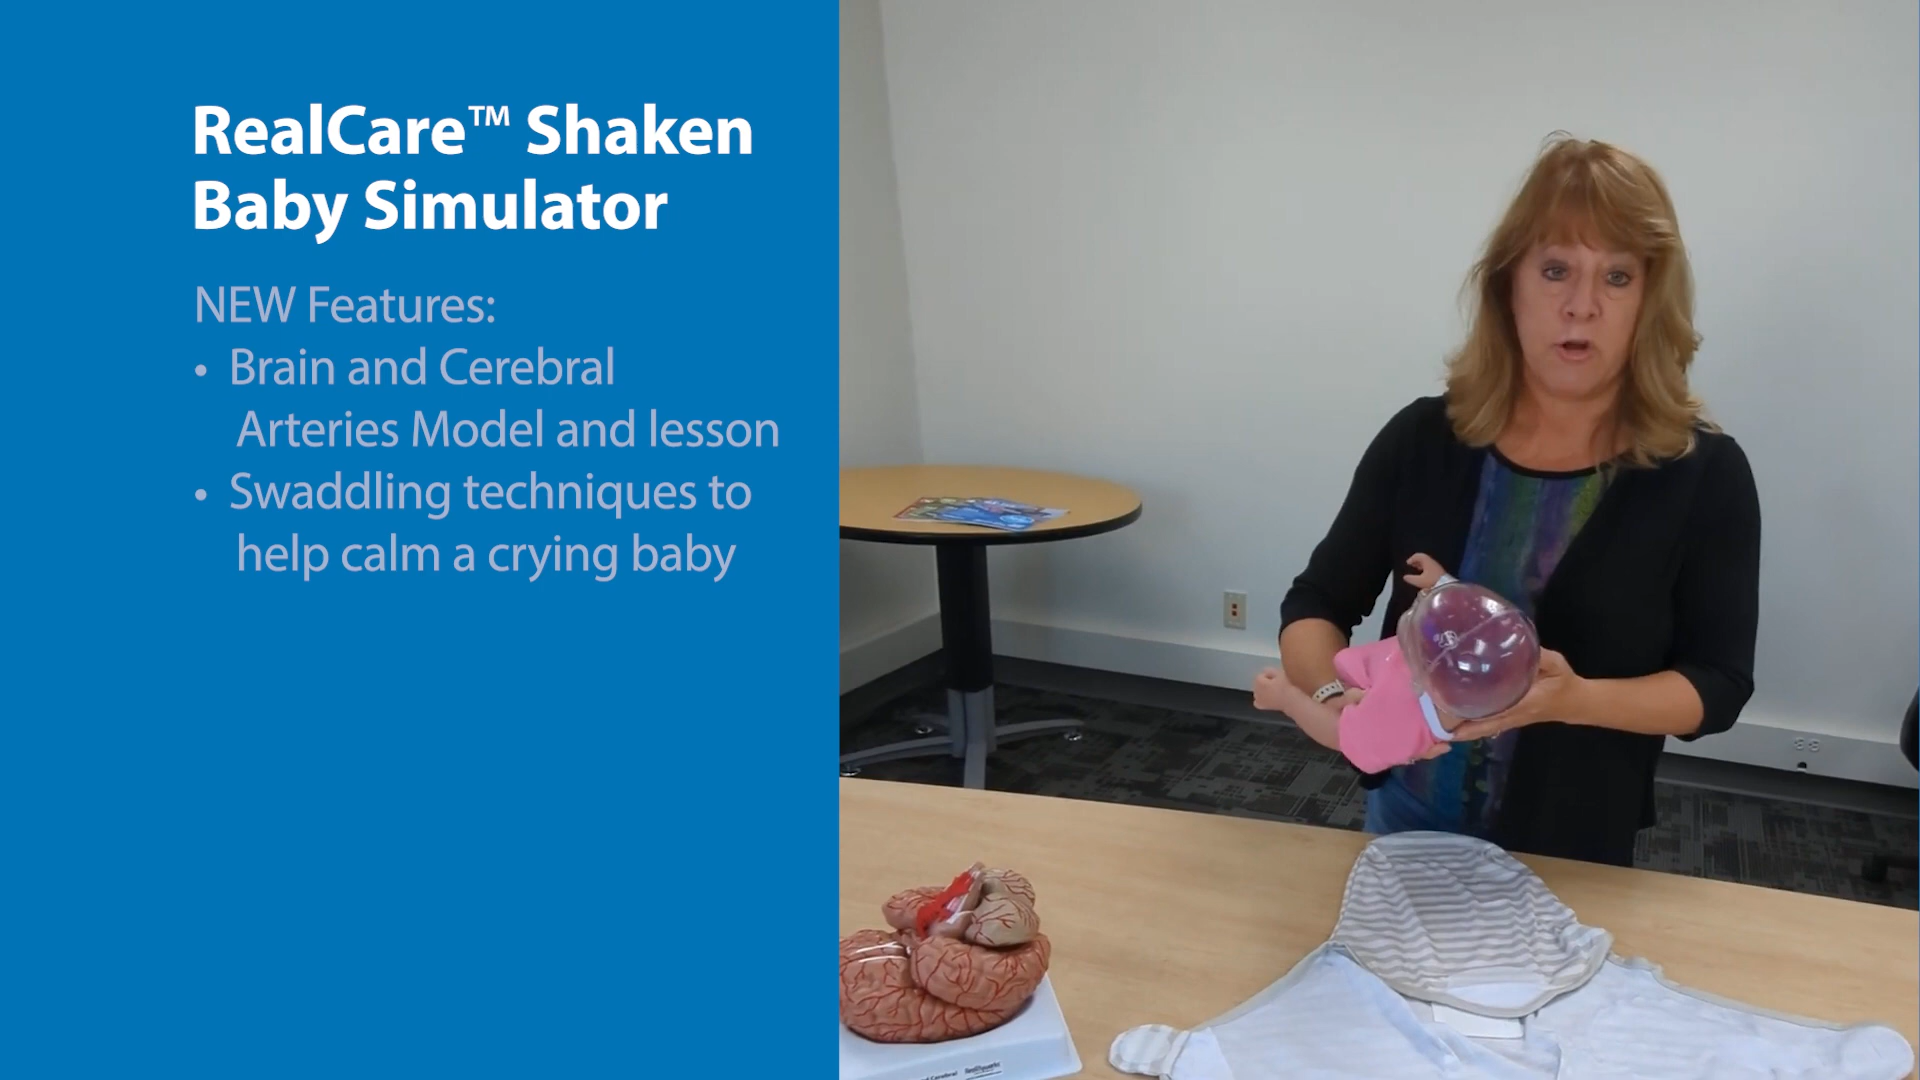 RealCare™ Shaken
Baby Simulator
NEW Features:
• Brain and Cerebral
Arteries Model and lesson
• Swaddling techniques to
help calm a crying baby
Cerebral